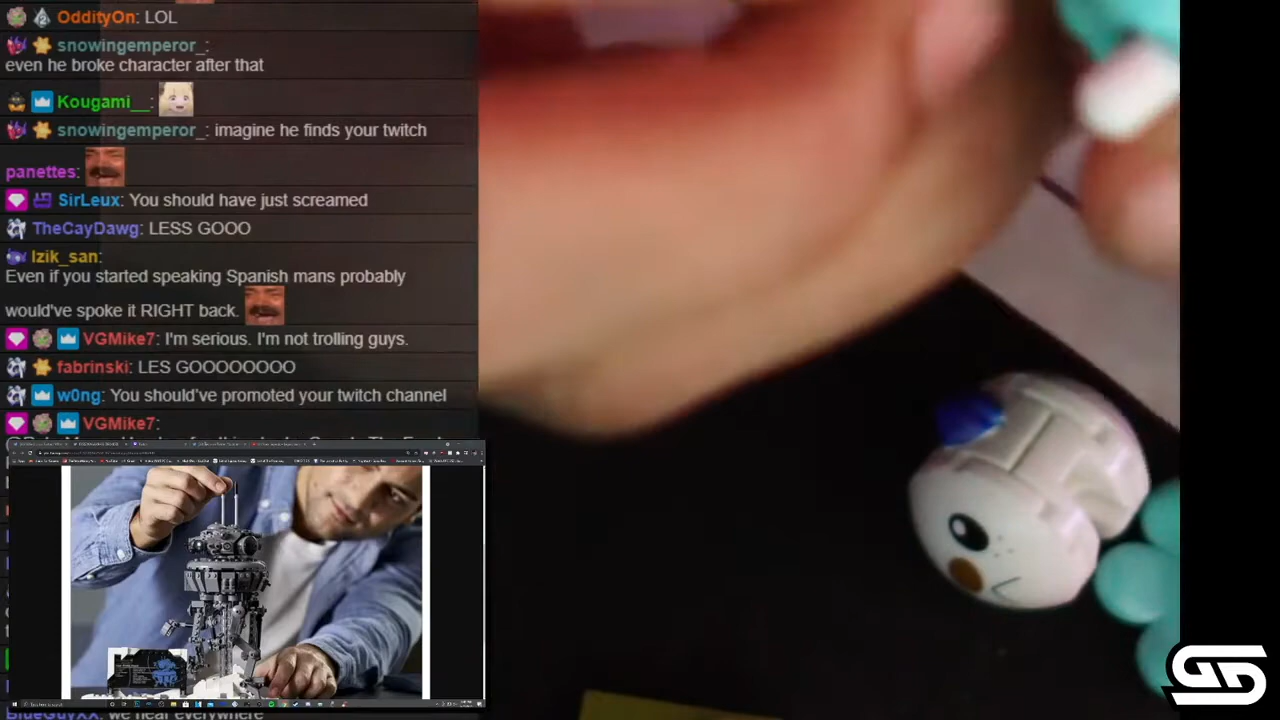 OddityOn: LOL
snowingemperor_:
even he broke character after that
Kougami__:
snowingemperor_: imagine he finds your twitch
panettes:
SirLeux: You should have just screamed
TheCayDawg: LESS GOOO
Izik_san:
Even if you started speaking Spanish mans probably
would've spoke it RIGHT back.
VGMike7: I'm serious. I'm not trolling guys.
fabrinski: LES GOOOOOOOO
w0ng: You should've promoted your twitch channel
VGMike7:
BlueGuyXX: we hear everywhere